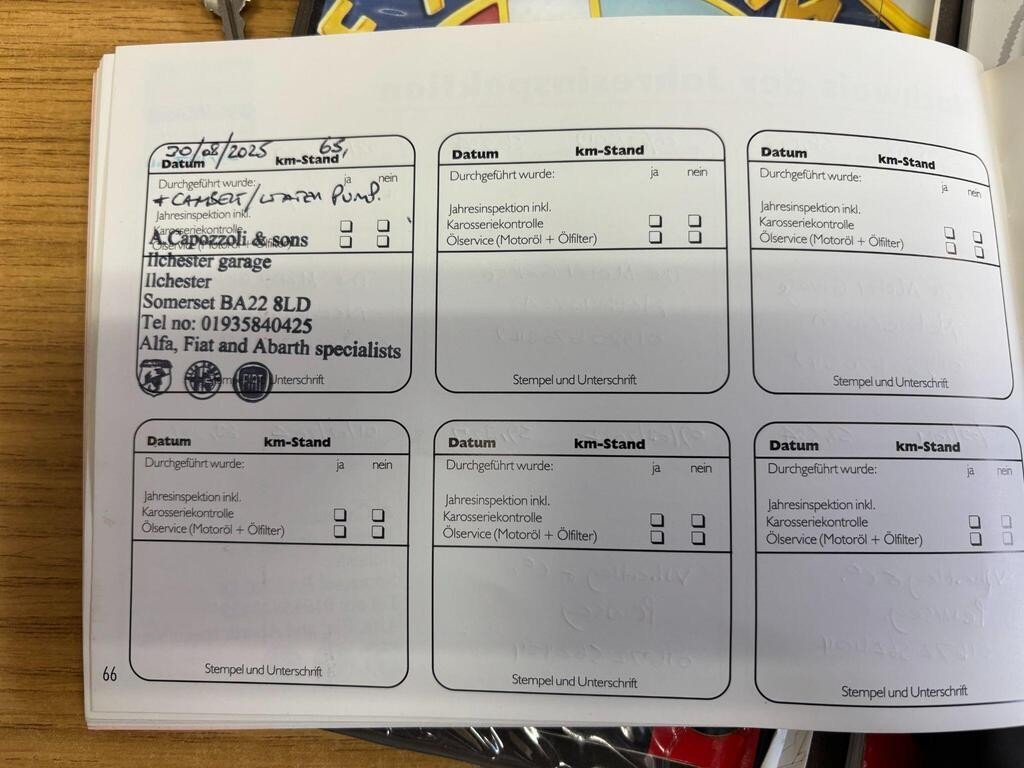 30/08/2025 63,
Datum km-Stand
Durchgeführt wurde: ja nein
+ CAMBELT/WATER PUMP.
Jahresinspektion inkl.
Karosseriekontrolle
Ölservice (Motoröl + Ölfilter)
A.Capozzoli & sons
Ilchester garage
Ilchester
Somerset BA22 8LD
Tel no: 01935840425
Alfa, Fiat and Abarth specialists
Stempel und Unterschrift
Datum km-Stand
Durchgeführt wurde: ja nein
Jahresinspektion inkl.
Karosseriekontrolle
Ölservice (Motoröl + Ölfilter)
Stempel und Unterschrift
Datum km-Stand
Durchgeführt wurde: ja nein
Jahresinspektion inkl.
Karosseriekontrolle
Ölservice (Motoröl + Ölfilter)
Stempel und Unterschrift
Datum km-Stand
Durchgeführt wurde: ja nein
Jahresinspektion inkl.
Karosseriekontrolle
Ölservice (Motoröl + Ölfilter)
Stempel und Unterschrift
Datum km-Stand
Durchgeführt wurde: ja nein
Jahresinspektion inkl.
Karosseriekontrolle
Ölservice (Motoröl + Ölfilter)
Stempel und Unterschrift
Datum km-Stand
Durchgeführt wurde: ja nein
Jahresinspektion inkl.
Karosseriekontrolle
Ölservice (Motoröl + Ölfilter)
Stempel und Unterschrift
66